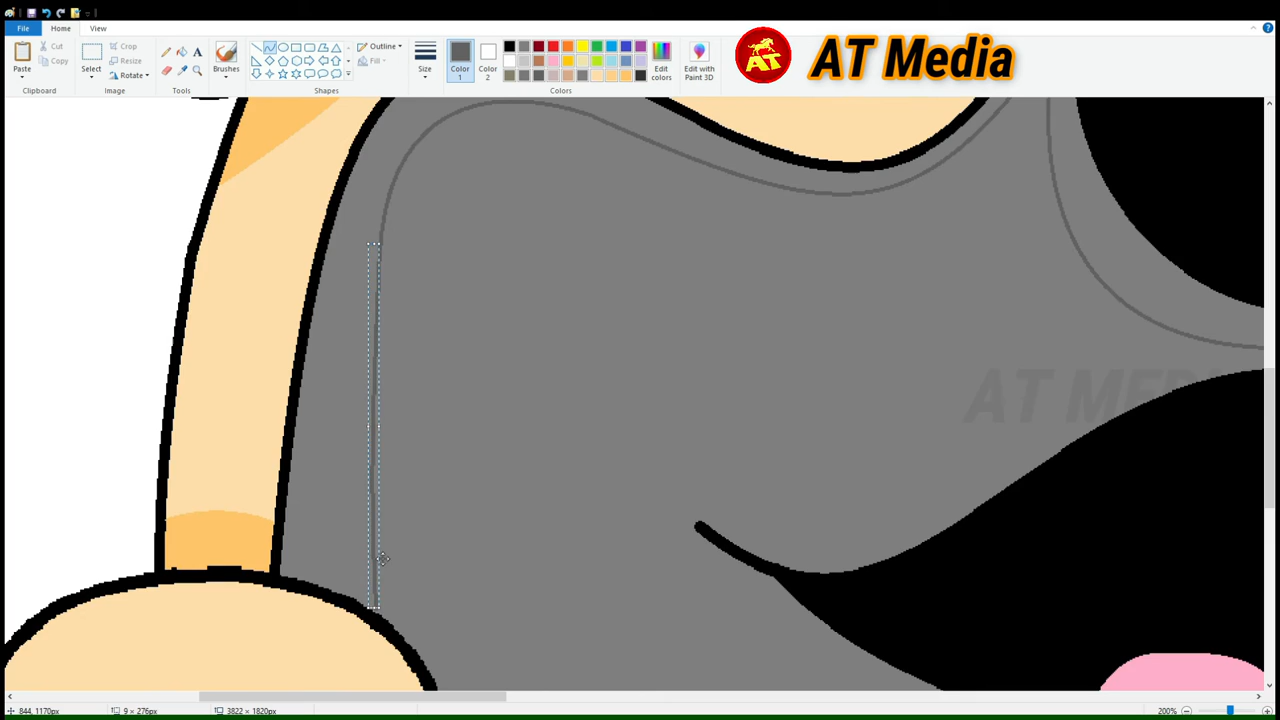 File Home View
Paste Cut Copy Select Crop Resize Rotate Brushes Outline Fill Size Color 1 Color 2 Edit colors Edit with Paint 3D
Clipboard Image Tools Shapes Colors
A
AT AT Media
AT MED
844, 1170px 9 × 276px 3822 × 1820px 200%